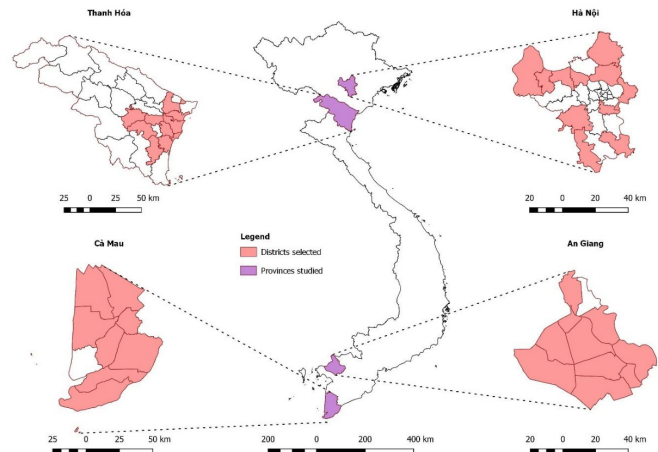 Thanh Hóa
Hà Nội
25 0 25 50 km
20 0 20 40 km
Legend
Districts selected
Provinces studied
Cà Mau
An Giang
25 0 25 50 km
200 0 200 400 km
20 0 20 40 km